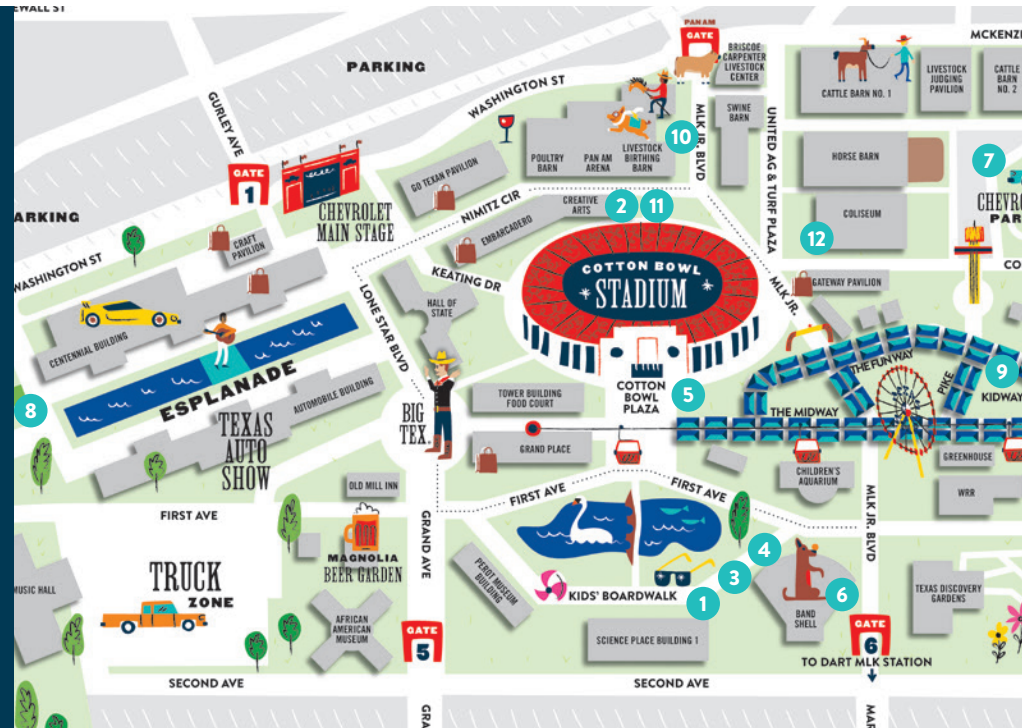 EWALL ST
PARKING
GURLEY AVE
WASHINGTON ST
PAN AM
GATE
BRISCOE
CARPENTER
LIVESTOCK
CENTER
SWINE
BARN
MLK JR. BLVD
UNITED AG & TURF PLAZA
MCKENZI
CATTLE BARN NO. 1
LIVESTOCK
JUDGING
PAVILION
CATTLE
BARN
NO. 2
HORSE BARN
COLISEUM
7
CHEVRO
PAR
CO
12
10
POULTRY
BARN
PAN AM
ARENA
LIVESTOCK
BIRTHING
BARN
GATE
1
CHEVROLET
MAIN STAGE
GO TEXAN PAVILION
NIMITZ CIR
EMBARCADERO
CREATIVE
ARTS
2
11
ARKING
WASHINGTON ST
CRAFT
PAVILION
CENTENNIAL BUILDING
ESPLANADE
LONE STAR BLVD
KEATING DR
HALL OF
STATE
COTTON BOWL
STADIUM
MLK JR.
GATEWAY PAVILION
COTTON
BOWL
PLAZA
5
THE FUN WAY
PIKE
9
KIDWAY
THE MIDWAY
8
TEXAS
AUTO
SHOW
AUTOMOBILE BUILDING
BIG
TEX
TOWER BUILDING
FOOD COURT
GRAND PLACE
CHILDREN'S
AQUARIUM
GREENHOUSE
WRR
OLD MILL INN
FIRST AVE
FIRST AVE
FIRST AVE
GRAND AVE
MLK JR. BLVD
MAGNOLIA
BEER GARDEN
TRUCK
ZONE
MUSIC HALL
AFRICAN
AMERICAN
MUSEUM
PEROT MUSEUM
BUILDING
KIDS' BOARDWALK
1
3
4
6
BAND
SHELL
TEXAS DISCOVERY
GARDENS
SCIENCE PLACE BUILDING 1
GATE
5
GATE
6
TO DART MLK STATION
SECOND AVE
SECOND AVE
GRA
MAR